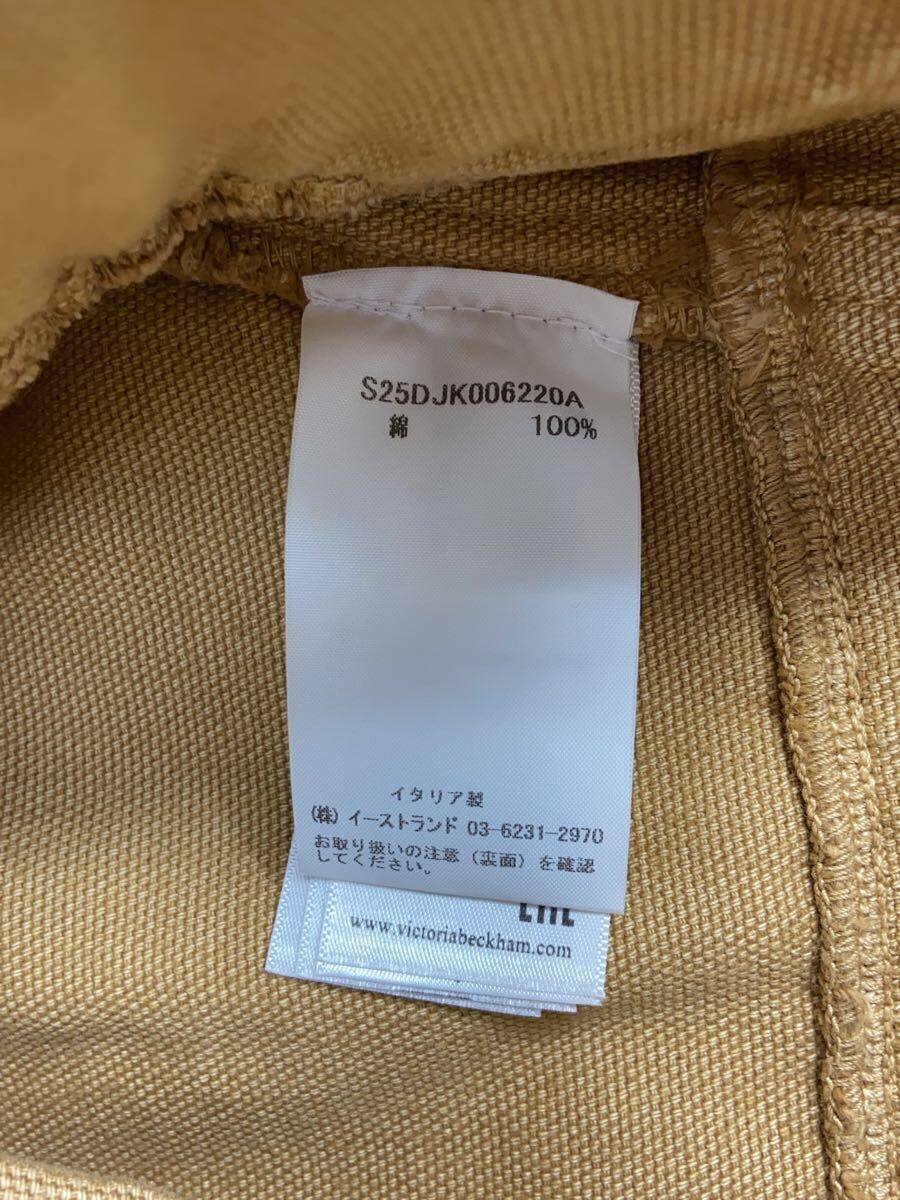 S25DJK006220A
綿 100%
イタリア製
(株) イーストランド 03-6231-2970
お取り扱いの注意 (裏面) を確認
してください。
www.victoriabeckham.com